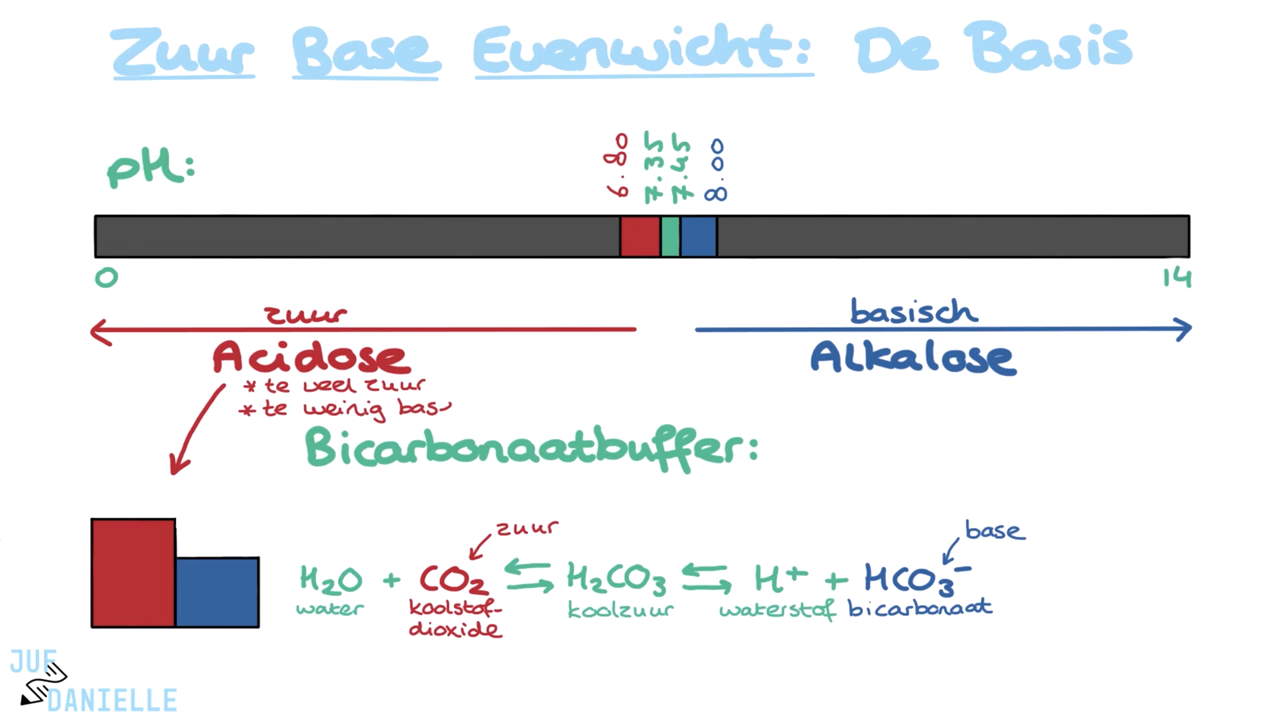 Zuur Base Evenwicht: De Basis
pH:
6.80
7.35
7.45
8.00
0
14
zuur
basisch
Acidose
Alkalose
* te veel zuur
* te weinig bas
Bicarbonaatbuffer:
zuur
base
H₂O + CO₂ ⇆ H₂CO₃ ⇆ H⁺ + HCO₃⁻
water
koolstof-
dioxide
koolzuur
waterstof
bicarbonaat
JUF
DANIELLE